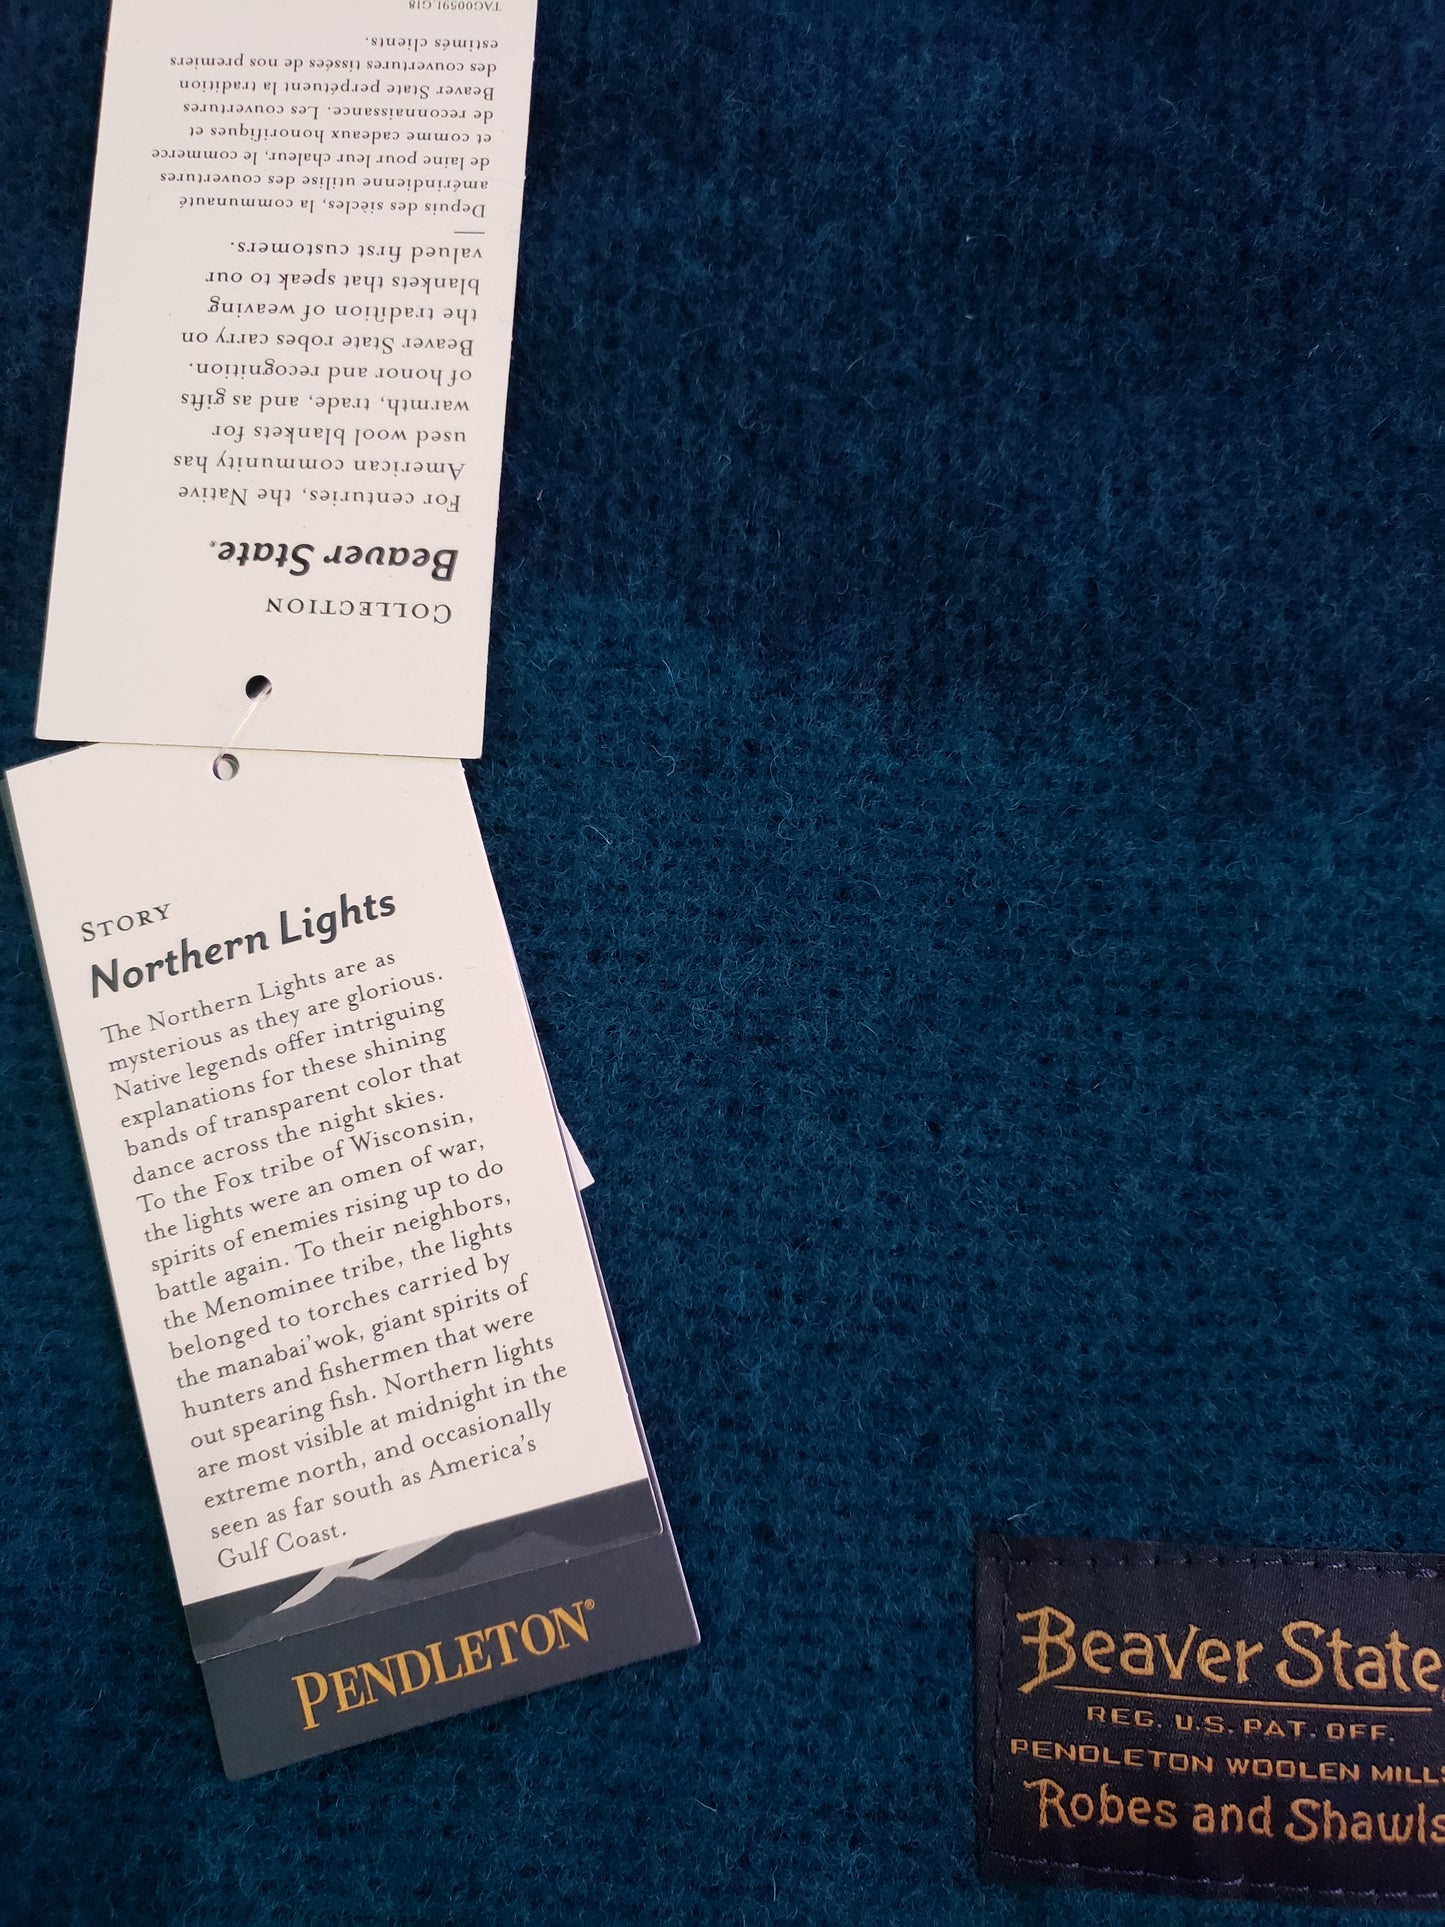 COLLECTION
Beaver State®
For centuries, the Native
American community has
used wool blankets for
warmth, trade, and as gifts
of honor and recognition.
Beaver State robes carry on
the tradition of weaving
blankets that speak to our
valued first customers.
Depuis des siècles, la communauté
amérindienne utilise des couvertures
de laine pour leur chaleur, le commerce
et comme cadeaux honorifiques et
de reconnaissance. Les couvertures
Beaver State perpétuent la tradition
des couvertures tissées de nos premiers
estimés clients.
TAG00591.G18
STORY
Northern Lights
The Northern Lights are as
mysterious as they are glorious.
Native legends offer intriguing
explanations for these shining
bands of transparent color that
dance across the night skies.
To the Fox tribe of Wisconsin,
the lights were an omen of war,
spirits of enemies rising up to do
battle again. To their neighbors,
the Menominee tribe, the lights
belonged to torches carried by
the manabai'wok, giant spirits of
hunters and fishermen that were
out spearing fish. Northern lights
are most visible at midnight in the
extreme north, and occasionally
seen as far south as America's
Gulf Coast.
PENDLETON®
Beaver State
REG. U.S. PAT. OFF.
PENDLETON WOOLEN MILLS
Robes and Shawls